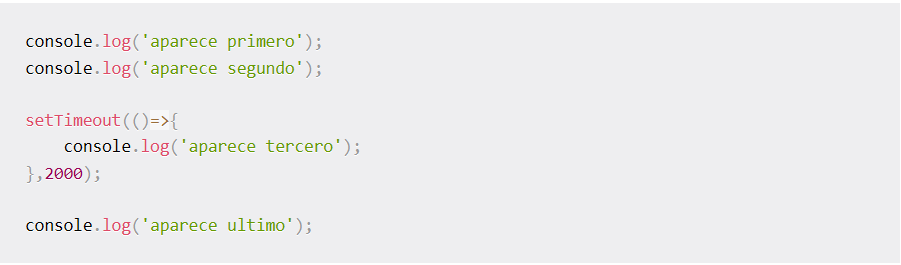 console.log('aparece primero');
console.log('aparece segundo');
setTimeout(()=>{
    console.log('aparece tercero');
},2000);
console.log('aparece ultimo');